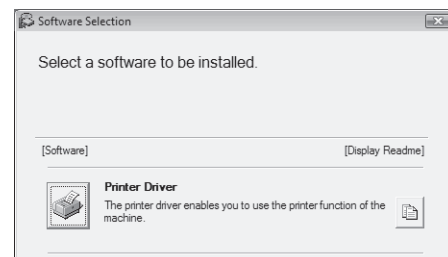 Software Selection
Select a software to be installed.
[Software] [Display Readme]
Printer Driver
The printer driver enables you to use the printer function of the
machine.